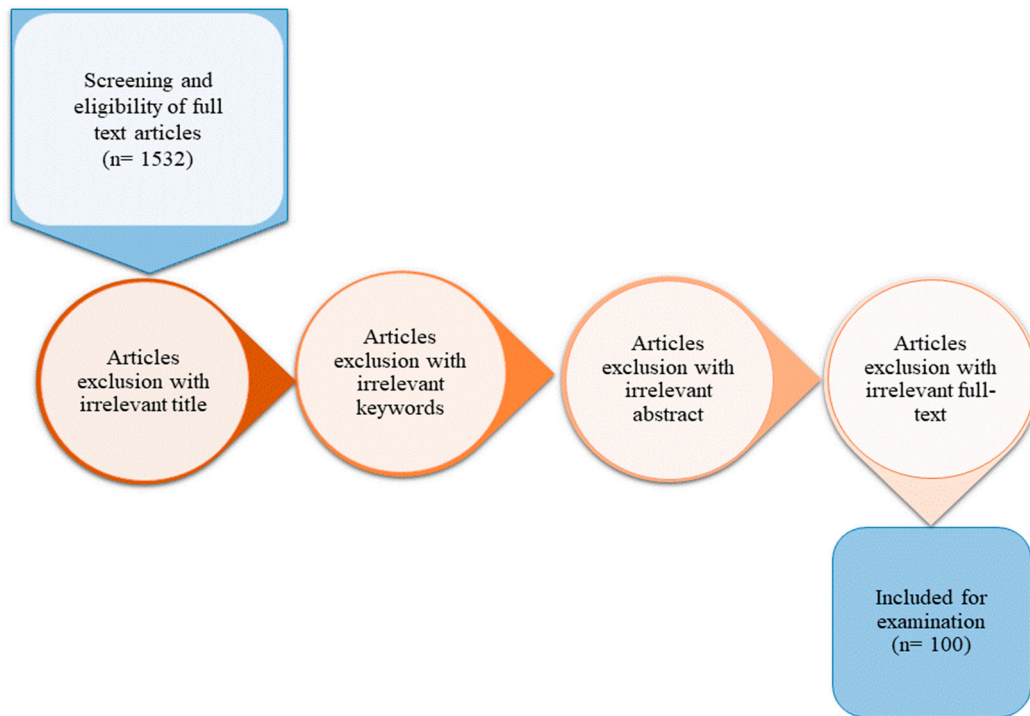 Screening and
eligibility of full
text articles
(n= 1532)
Articles
exclusion with
irrelevant title
Articles
exclusion with
irrelevant
keywords
Articles
exclusion with
irrelevant
abstract
Articles
exclusion with
irrelevant full-
text
Included for
examination
(n= 100)